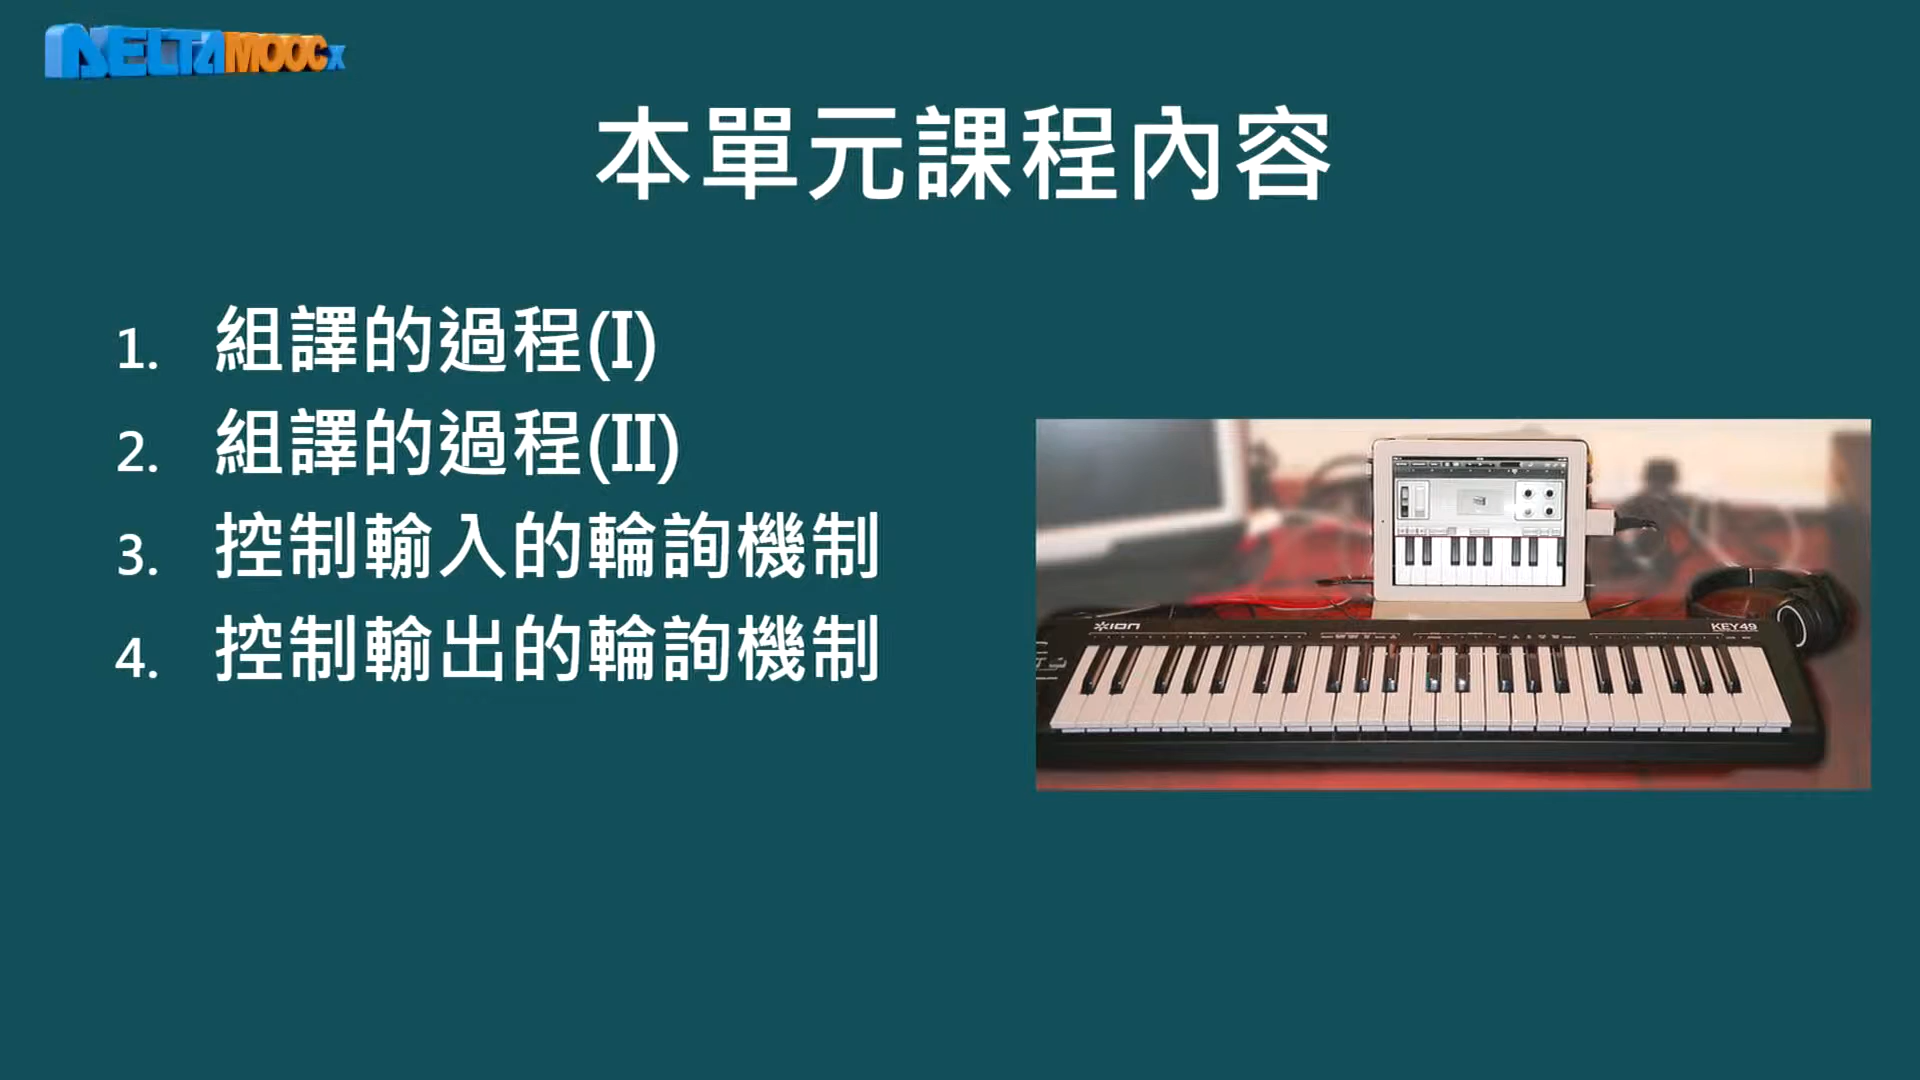 DELTAMOOCx
本單元課程內容
1. 組譯的過程(I)
2. 組譯的過程(II)
3. 控制輸入的輪詢機制
4. 控制輸出的輪詢機制
ion
KEY49